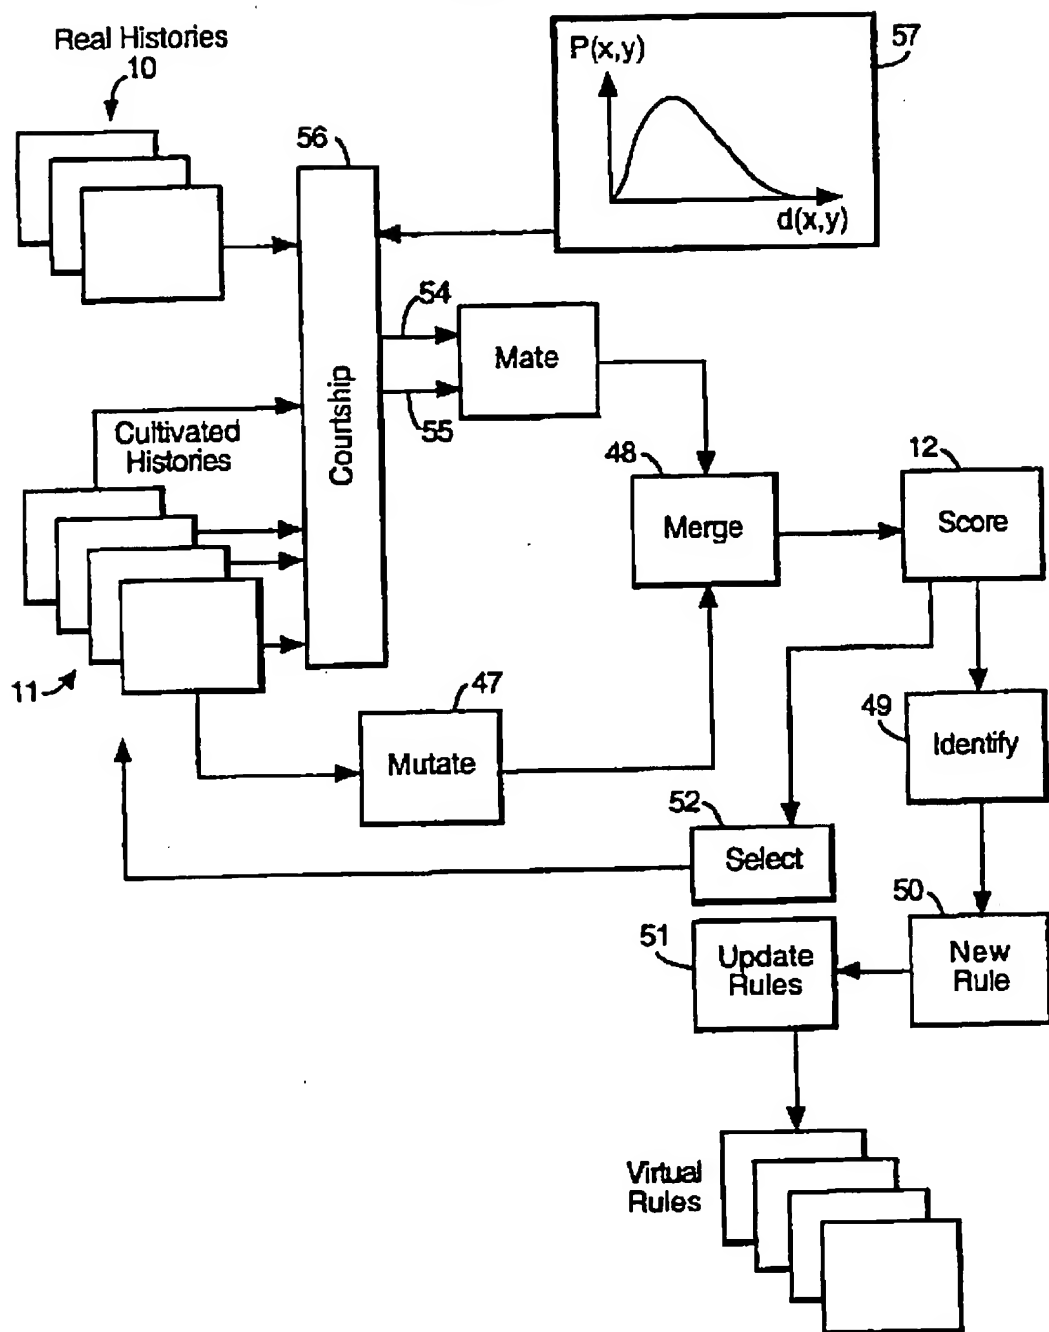 Real Histories
10
57
P(x,y)
d(x,y)
56
54
Mate
55
Courtship
Cultivated
Histories
48
Merge
12
Score
11
47
Mutate
49
Identify
52
Select
50
New
Rule
51
Update
Rules
Virtual
Rules